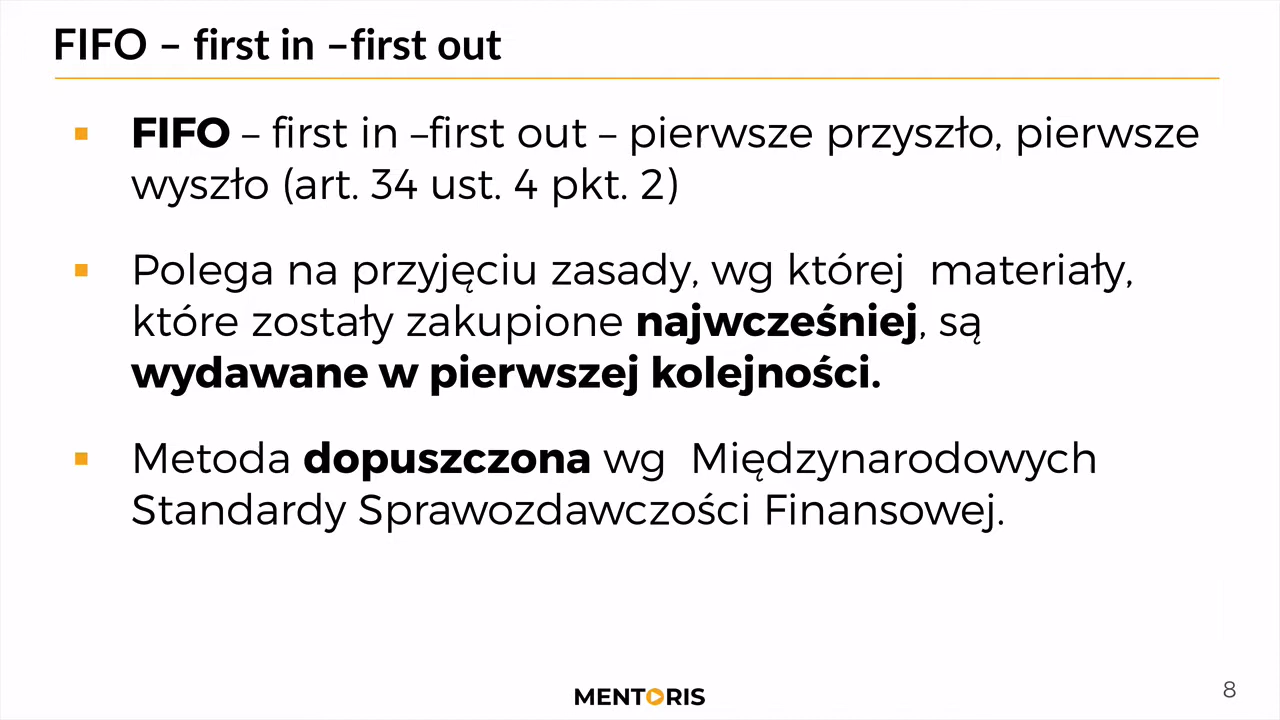 FIFO – first in –first out
▪ FIFO – first in –first out – pierwsze przyszło, pierwsze
wyszło (art. 34 ust. 4 pkt. 2)
▪ Polega na przyjęciu zasady, wg której  materiały,
które zostały zakupione najwcześniej, są
wydawane w pierwszej kolejności.
▪ Metoda dopuszczona wg  Międzynarodowych
Standardy Sprawozdawczości Finansowej.
MENTORIS
8